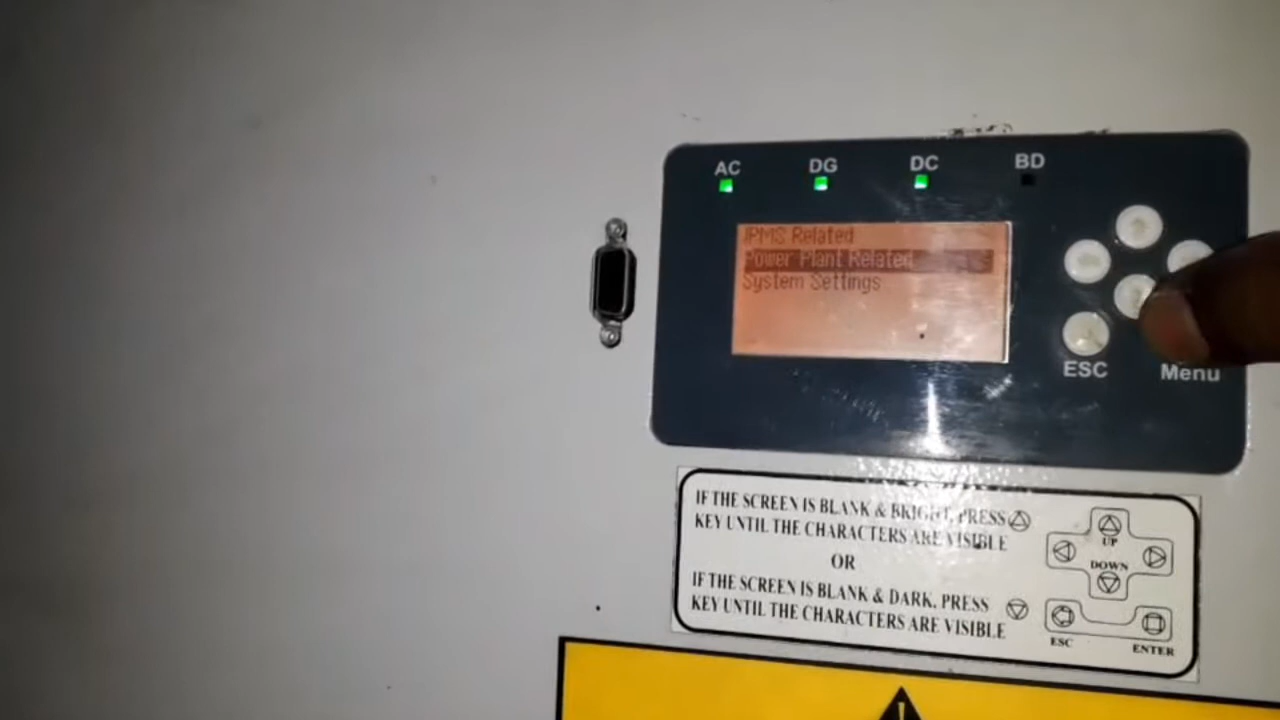 AC DG DC BD
IPMS Related
Power Plant Related
System Settings
ESC Menu
IF THE SCREEN IS BLANK & BRIGHT, PRESS
KEY UNTIL THE CHARACTERS ARE VISIBLE
OR
IF THE SCREEN IS BLANK & DARK, PRESS
KEY UNTIL THE CHARACTERS ARE VISIBLE
UP
DOWN
ESC
ENTER